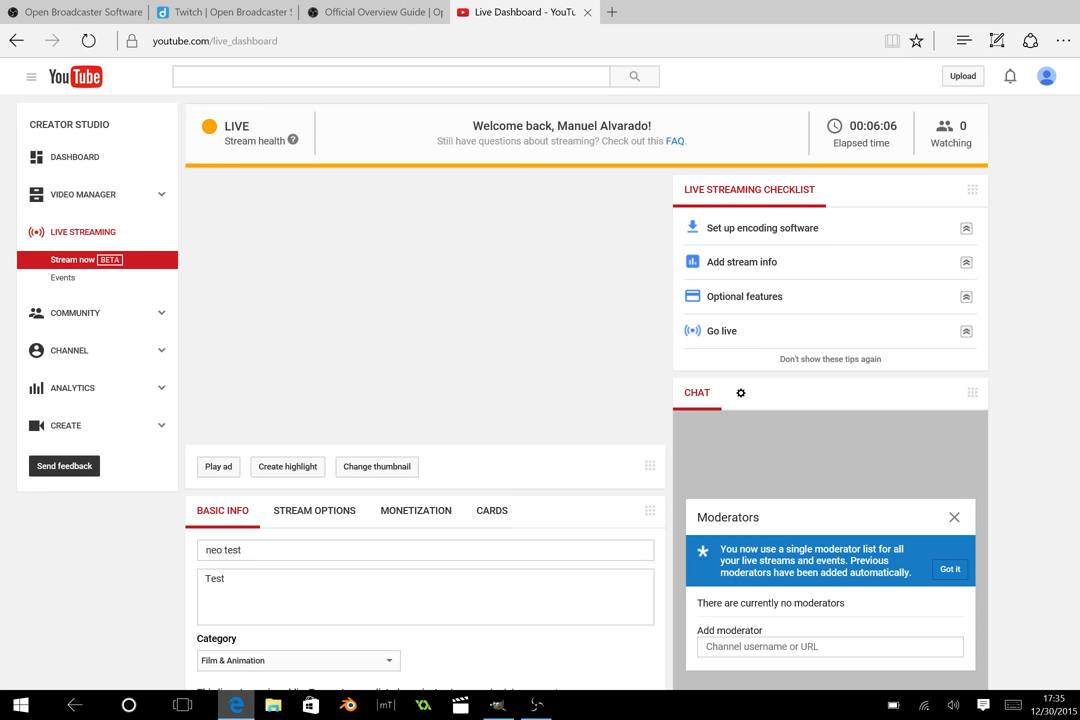 Open Broadcaster Software
Twitch | Open Broadcaster S
Official Overview Guide | Op
Live Dashboard - YouTu
youtube.com/live_dashboard
YouTube
Upload
CREATOR STUDIO
DASHBOARD
VIDEO MANAGER
LIVE STREAMING
Stream now BETA
Events
COMMUNITY
CHANNEL
ANALYTICS
CREATE
Send feedback
LIVE
Stream health ?
Welcome back, Manuel Alvarado!
Still have questions about streaming? Check out this FAQ.
00:06:06
Elapsed time
0
Watching
LIVE STREAMING CHECKLIST
Set up encoding software
Add stream info
Optional features
Go live
Don't show these tips again
CHAT
Play ad
Create highlight
Change thumbnail
BASIC INFO
STREAM OPTIONS
MONETIZATION
CARDS
neo test
Test
Category
Film & Animation
Moderators
You now use a single moderator list for all
your live streams and events. Previous
moderators have been added automatically.
Got it
There are currently no moderators
Add moderator
Channel username or URL
mT
17:35
12/30/2015